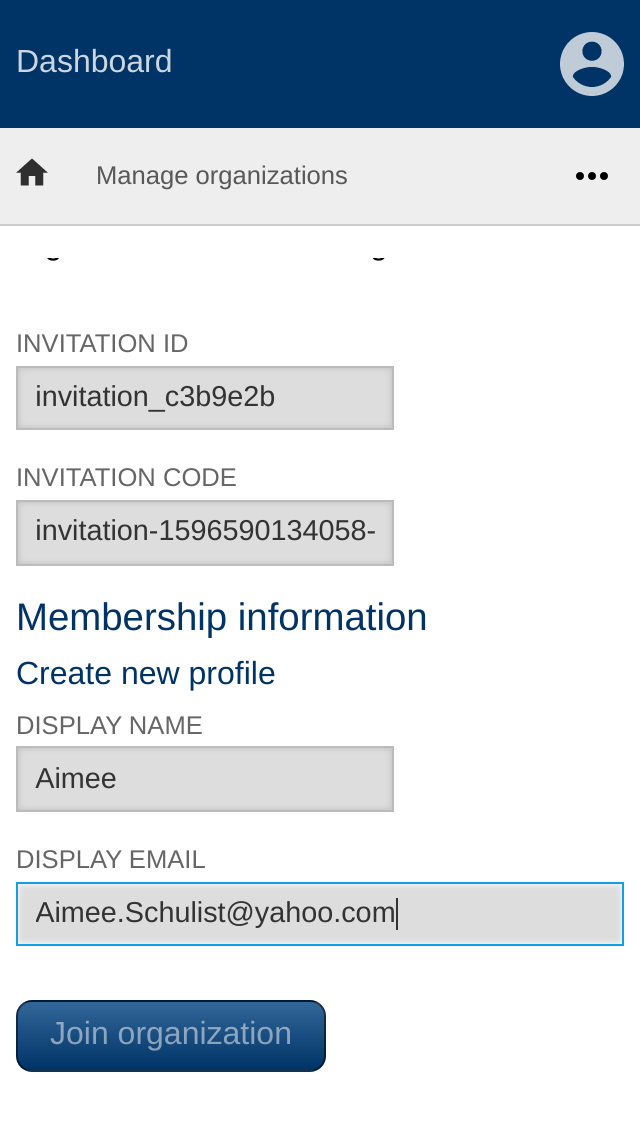 Dashboard
Manage organizations
INVITATION ID
invitation_c3b9e2b
INVITATION CODE
invitation-1596590134058-
Membership information
Create new profile
DISPLAY NAME
Aimee
DISPLAY EMAIL
Aimee.Schulist@yahoo.com
Join organization